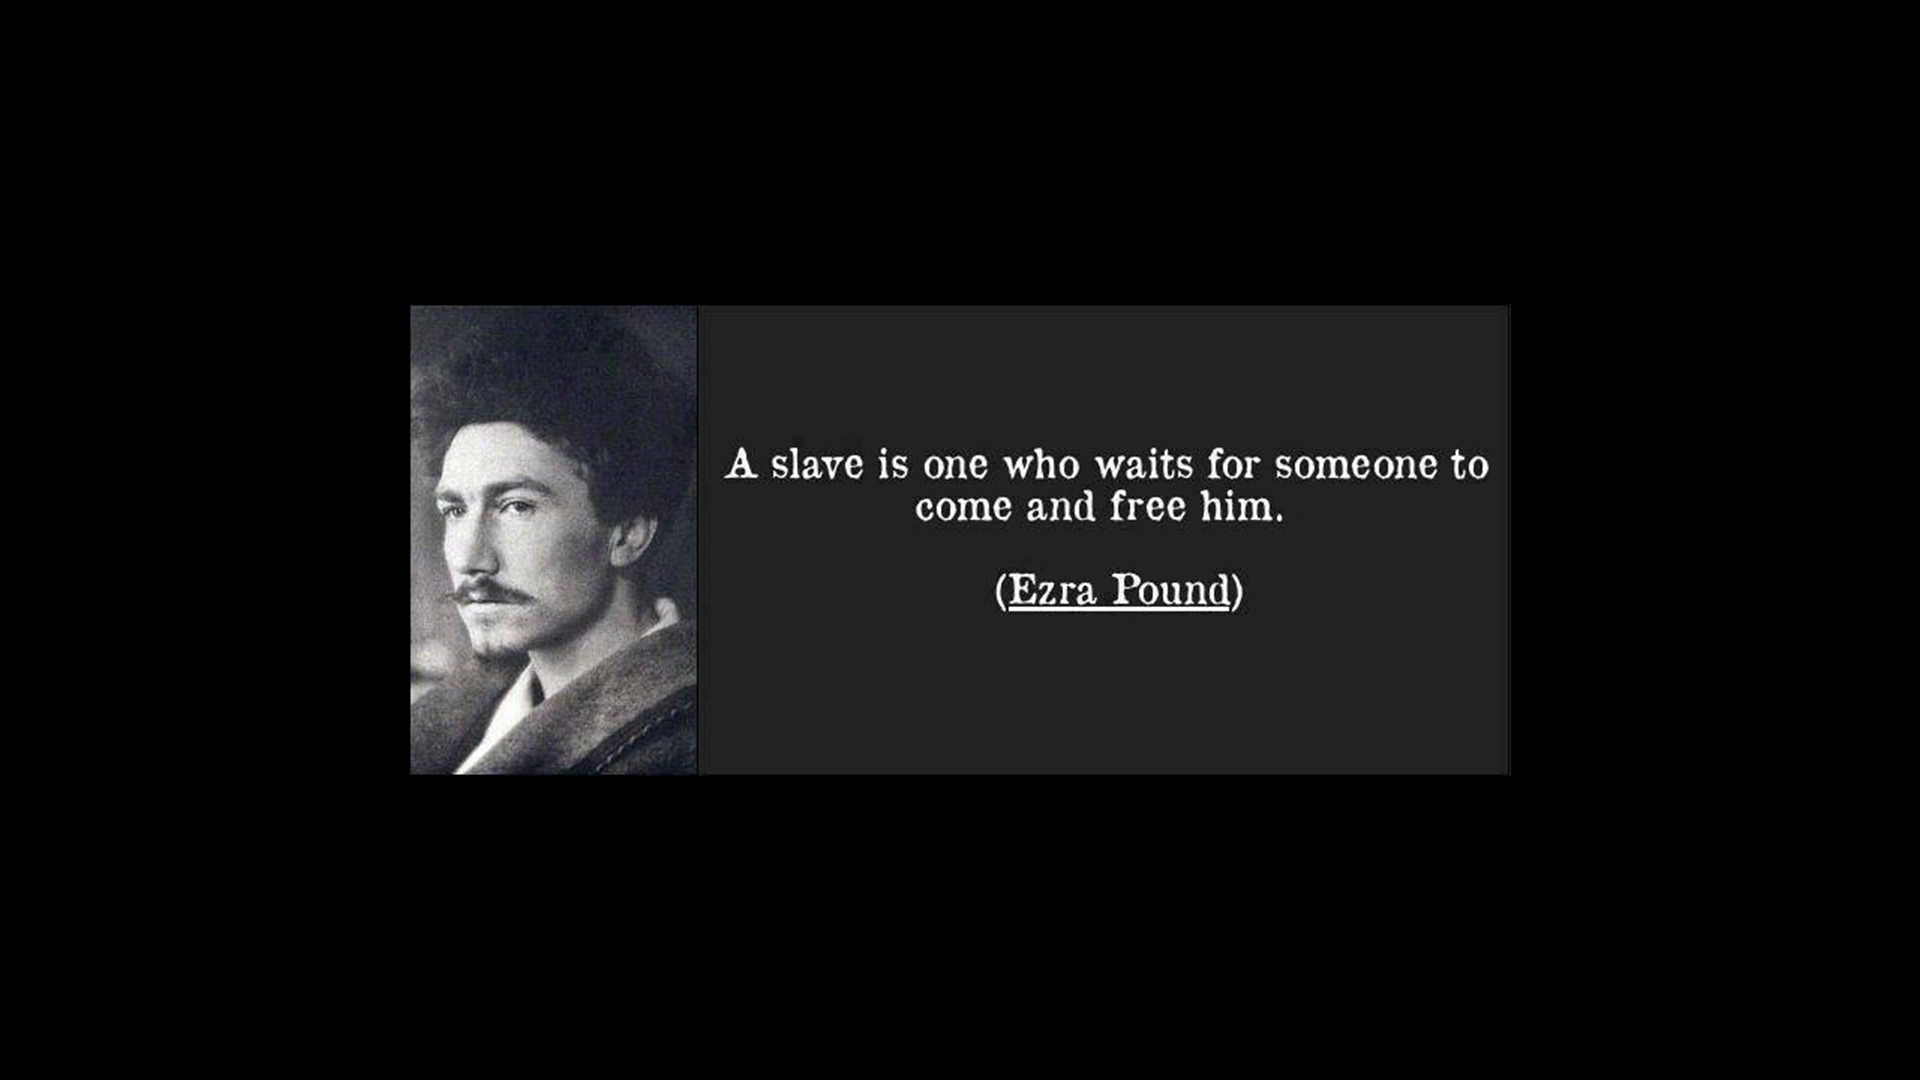 A slave is one who waits for someone to
come and free him.
(Ezra Pound)